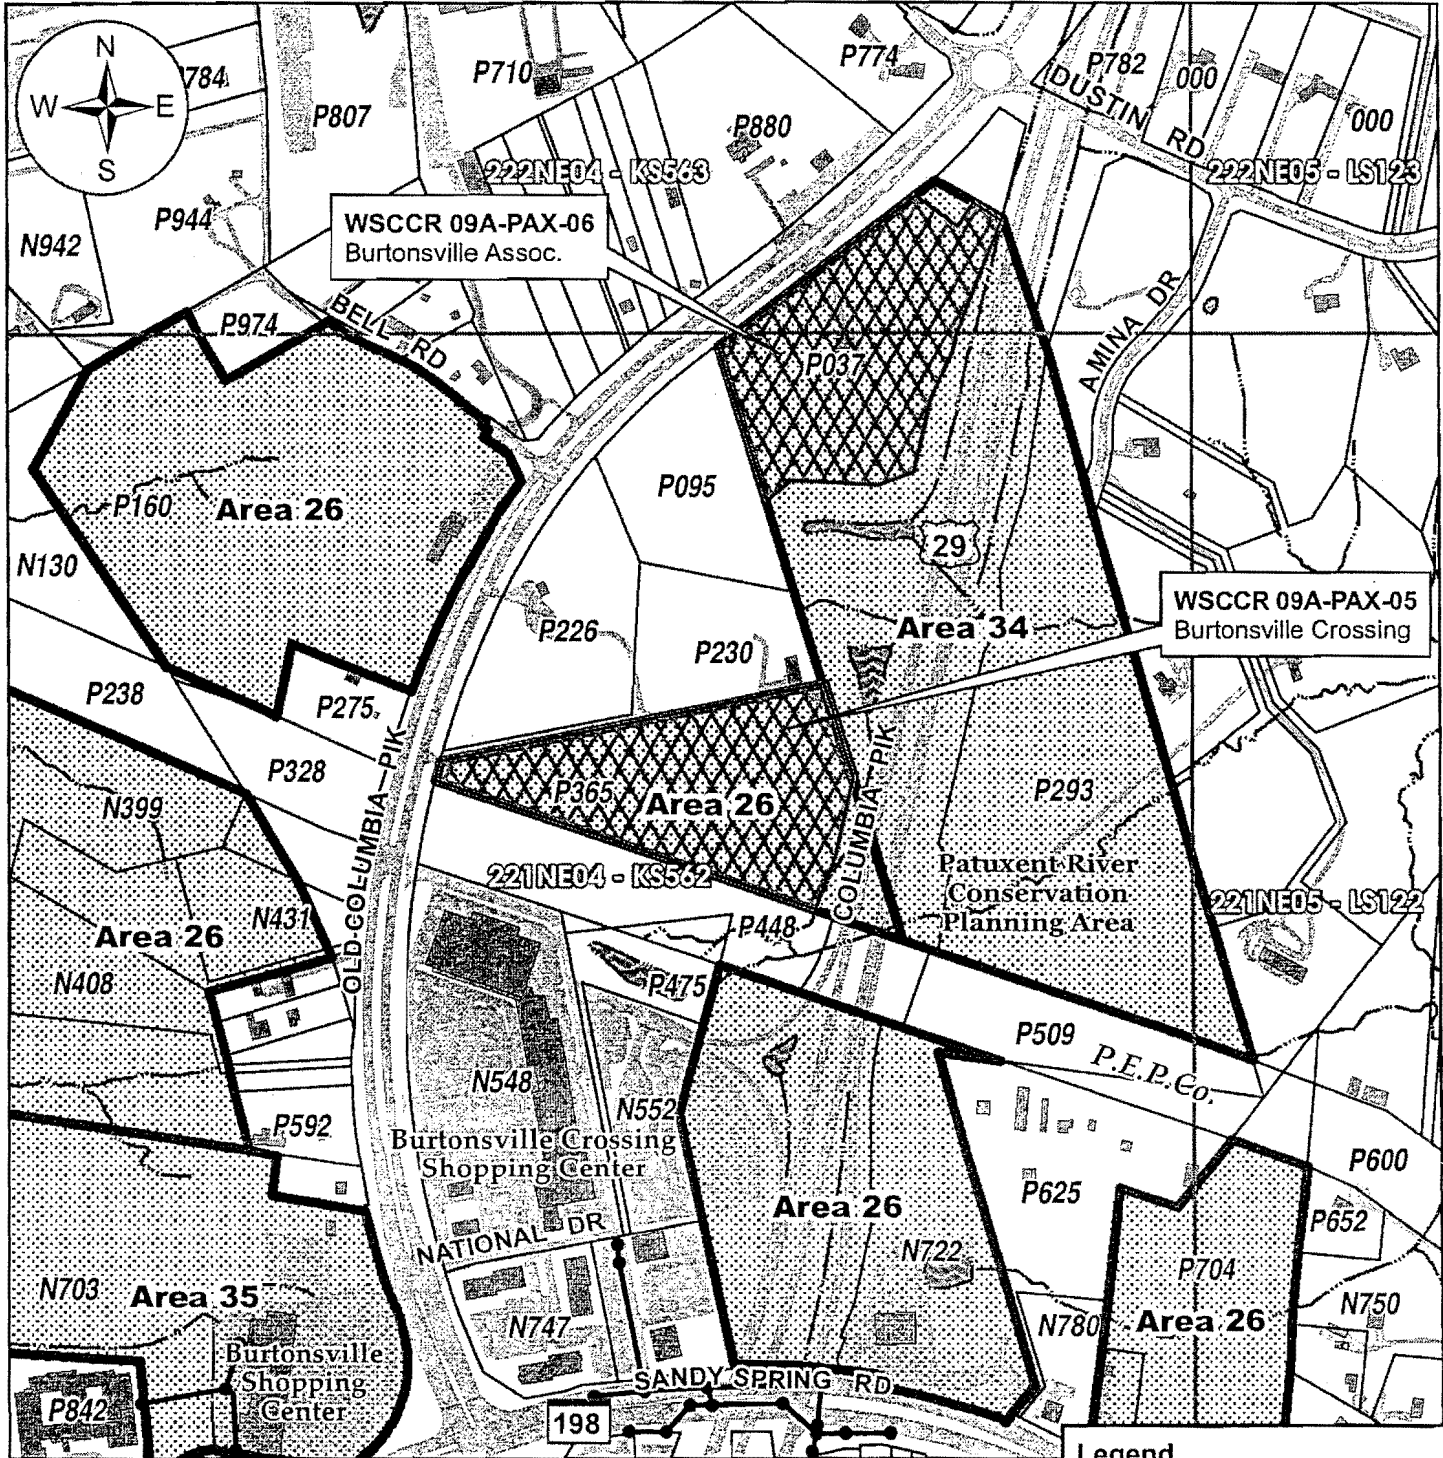 N
W E
S
P784
P807
P710
P774
P782
000
000
DUSTIN RD
P880
222NE04 - KS563
222NE05 - LS123
P944
N942
WSCCR 09A-PAX-06
Burtonsville Assoc.
P974
BELL RD
P037
AMINA DR
P160
Area 26
P095
N130
29
WSCCR 09A-PAX-05
Burtonsville Crossing
Area 34
P226
P230
P238
P275
P328
P365
Area 26
P293
N399
OLD COLUMBIA PIK
COLUMBIA PIK
221NE04 - KS562
Patuxent River
Conservation
Planning Area
221NE05 - LS122
N431
Area 26
N408
P448
P475
P509
P.E.P.Co.
N548
N552
P592
Burtonsville Crossing
Shopping Center
P625
P600
Area 26
P652
NATIONAL DR
N722
P704
N703
Area 35
N747
N780
Area 26
N750
Burtonsville
Shopping
Center
P842
SANDY SPRING RD
198
Legend